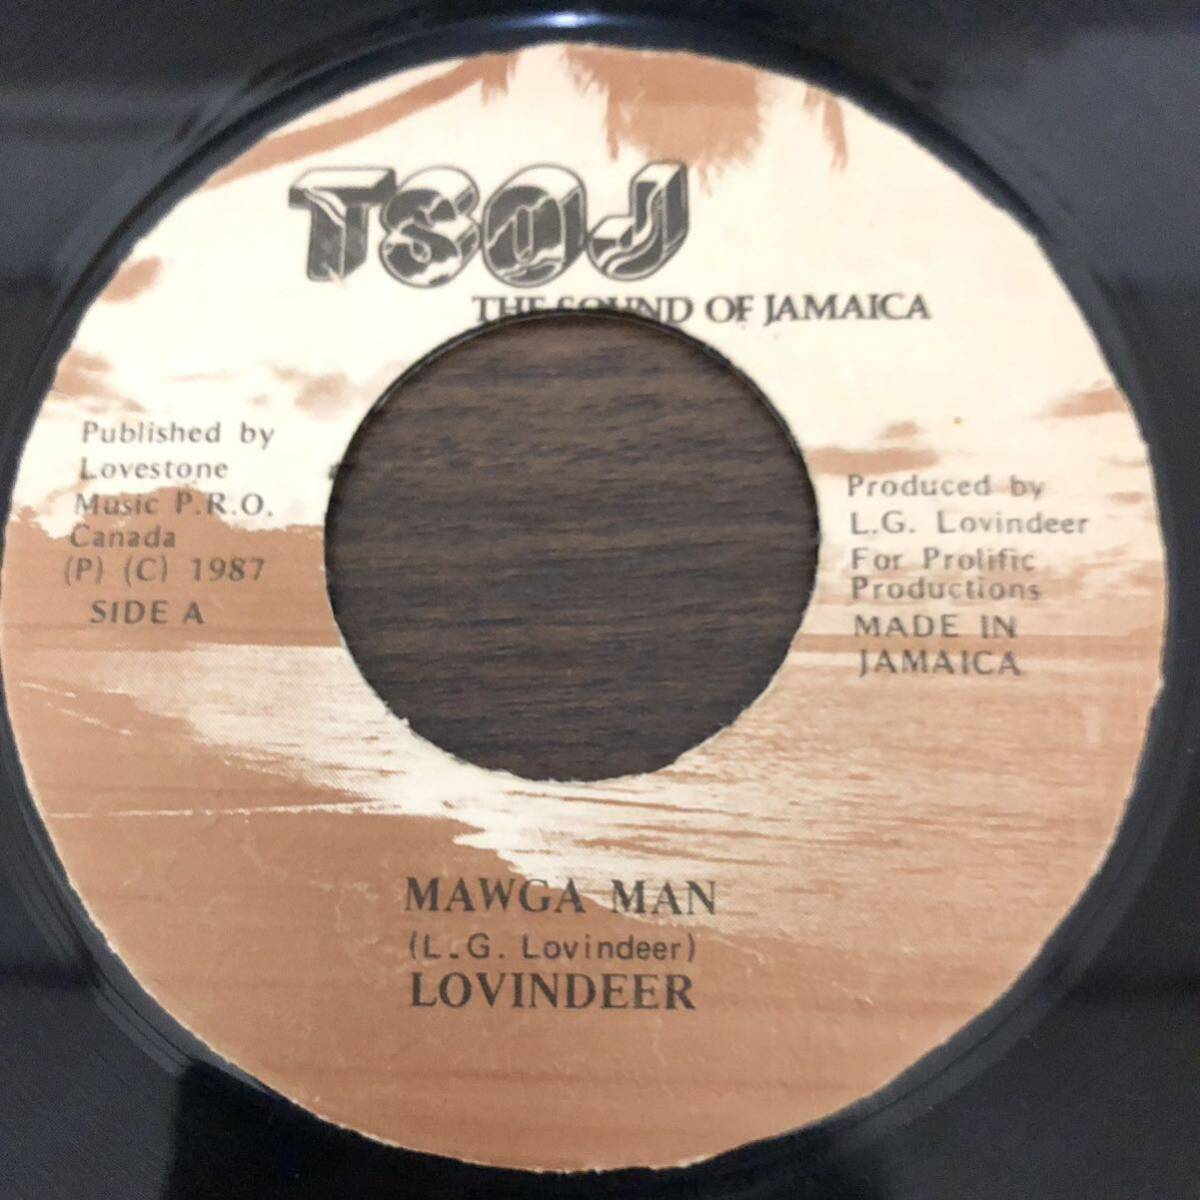 TSOJ
THE SOUND OF JAMAICA
Published by
Lovestone
Music P.R.O.
Canada
(P) (C) 1987
SIDE A
Produced by
L.G. Lovindeer
For Prolific
Productions
MADE IN
JAMAICA
MAWGA MAN
(L.G. Lovindeer)
LOVINDEER